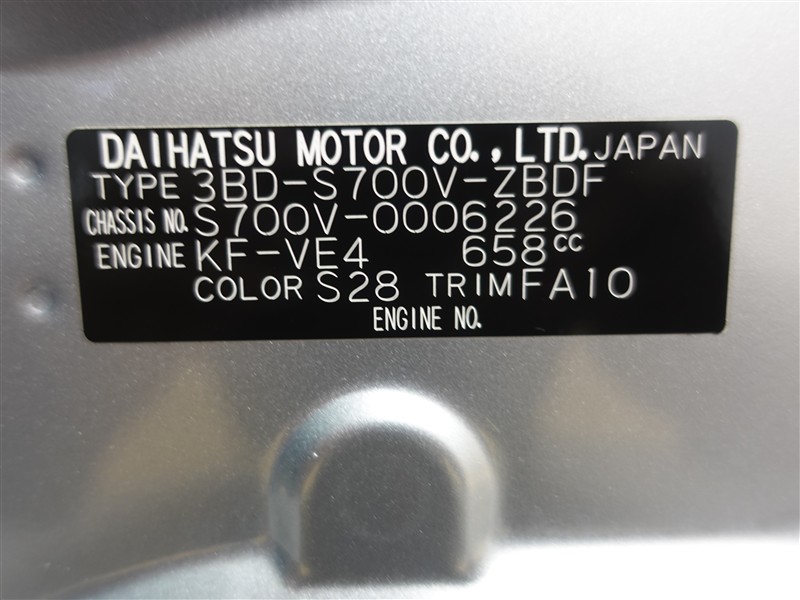 DAIHATSU MOTOR CO., LTD. JAPAN
TYPE 3BD-S700V-ZBDF
CHASSIS NO. S700V-0006226
ENGINE KF-VE4 658cc
COLOR S28 TRIM FA10
ENGINE NO.